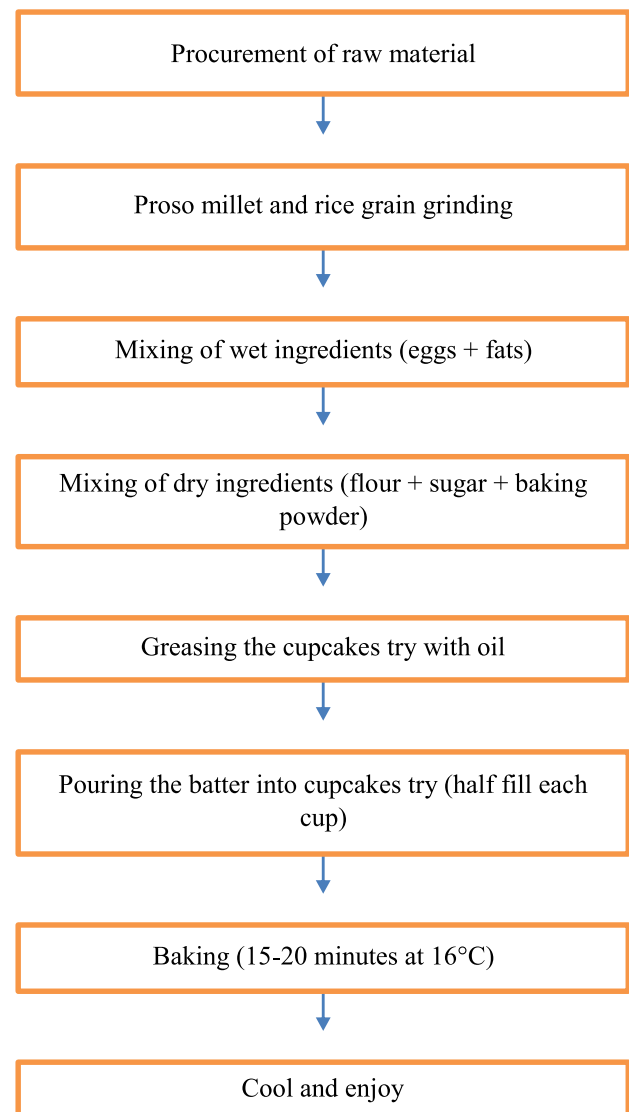 Procurement of raw material
Proso millet and rice grain grinding
Mixing of wet ingredients (eggs + fats)
Mixing of dry ingredients (flour + sugar + baking
powder)
Greasing the cupcakes try with oil
Pouring the batter into cupcakes try (half fill each
cup)
Baking (15-20 minutes at 16°C)
Cool and enjoy